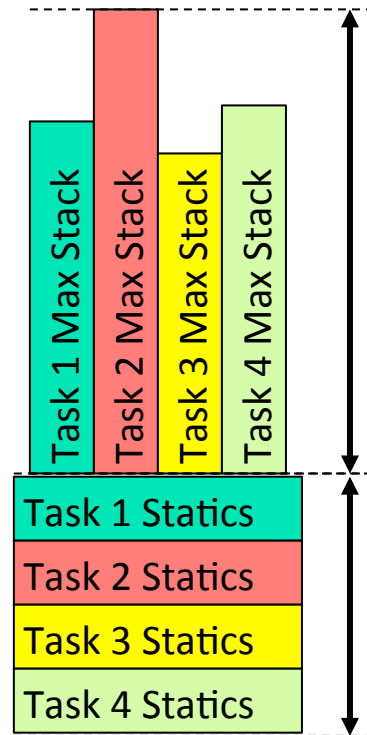 Task 1 Max Stack
Task 2 Max Stack
Task 3 Max Stack
Task 4 Max Stack
Task 1 Statics
Task 2 Statics
Task 3 Statics
Task 4 Statics